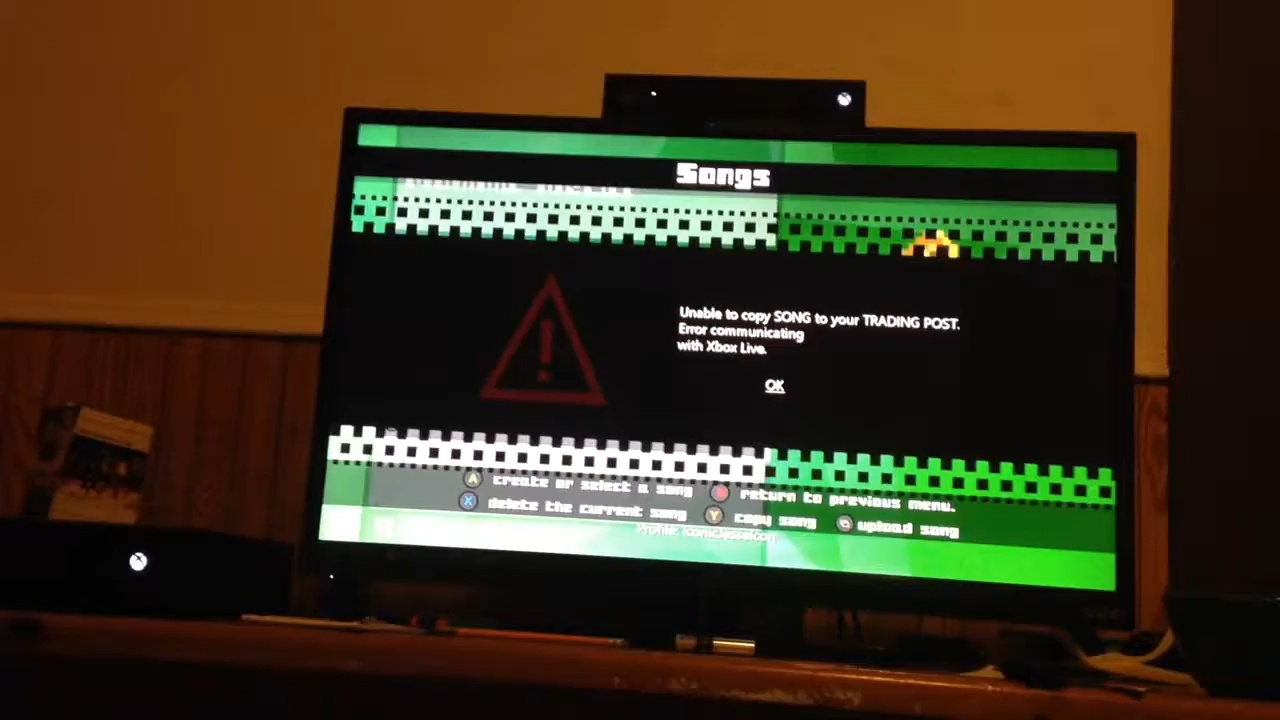 Songs
Unable to copy SONG to your TRADING POST.
Error communicating
with Xbox Live.
OK
A create or select a song
return to previous menu.
X delete the current song
Y copy song
upload song
Profile: